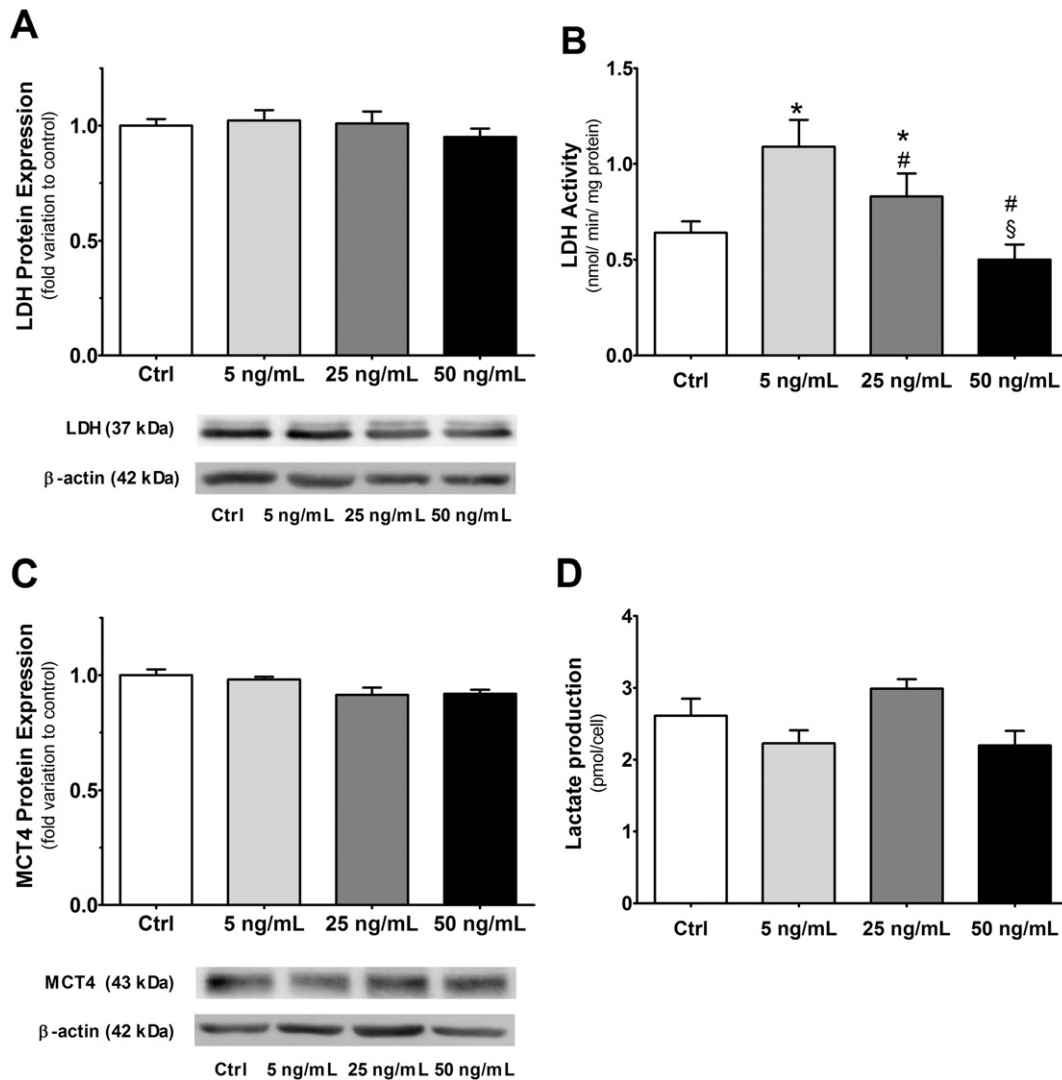 A
LDH Protein Expression
(fold variation to control)
1.0
0.5
0.0
Ctrl 5 ng/mL 25 ng/mL 50 ng/mL
LDH (37 kDa)
β-actin (42 kDa)
Ctrl 5 ng/mL 25 ng/mL 50 ng/mL
B
LDH Activity
(nmol/ min/ mg protein)
1.5
1.0
0.5
0.0
*
*
#
#
§
Ctrl 5 ng/mL 25 ng/mL 50 ng/mL
C
MCT4 Protein Expression
(fold variation to control)
1.0
0.5
0.0
Ctrl 5 ng/mL 25 ng/mL 50 ng/mL
MCT4 (43 kDa)
β-actin (42 kDa)
Ctrl 5 ng/mL 25 ng/mL 50 ng/mL
D
Lactate production
(pmol/cell)
4
3
2
1
0
Ctrl 5 ng/mL 25 ng/mL 50 ng/mL